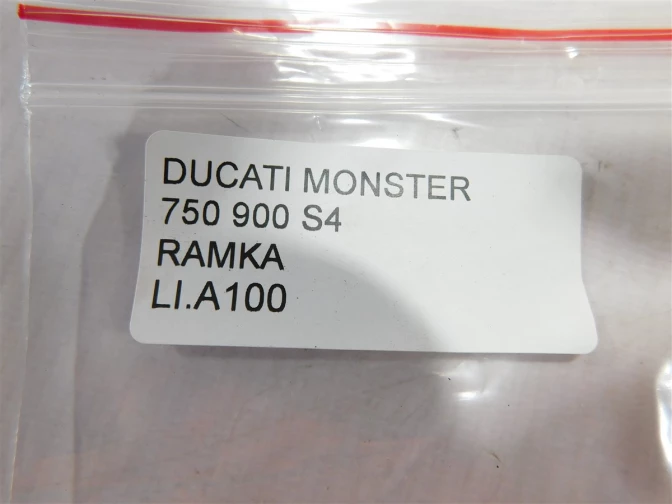 DUCATI MONSTER
750 900 S4
RAMKA
LI.A100